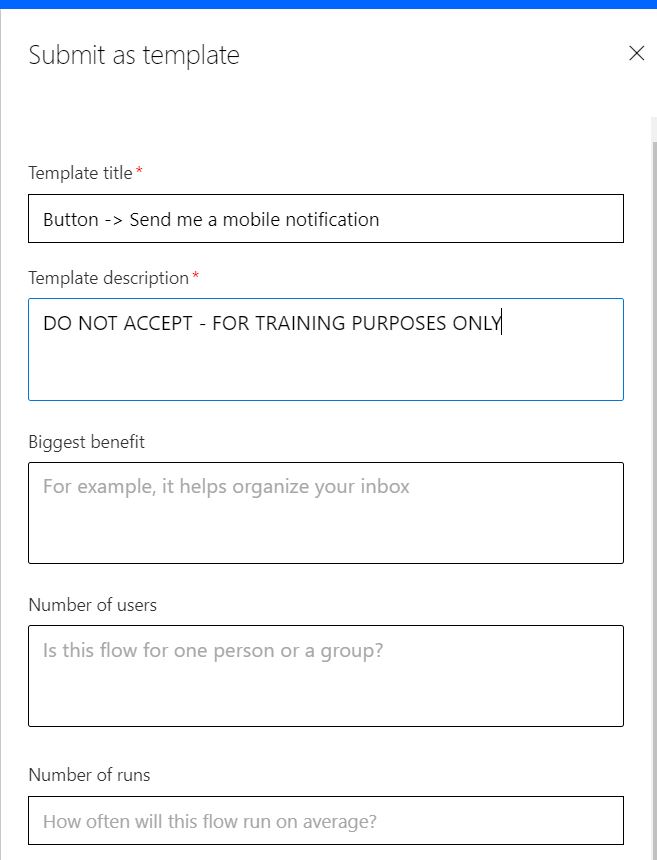 Submit as template
Template title*
Button -> Send me a mobile notification
Template description*
DO NOT ACCEPT - FOR TRAINING PURPOSES ONLY
Biggest benefit
For example, it helps organize your inbox
Number of users
Is this flow for one person or a group?
Number of runs
How often will this flow run on average?